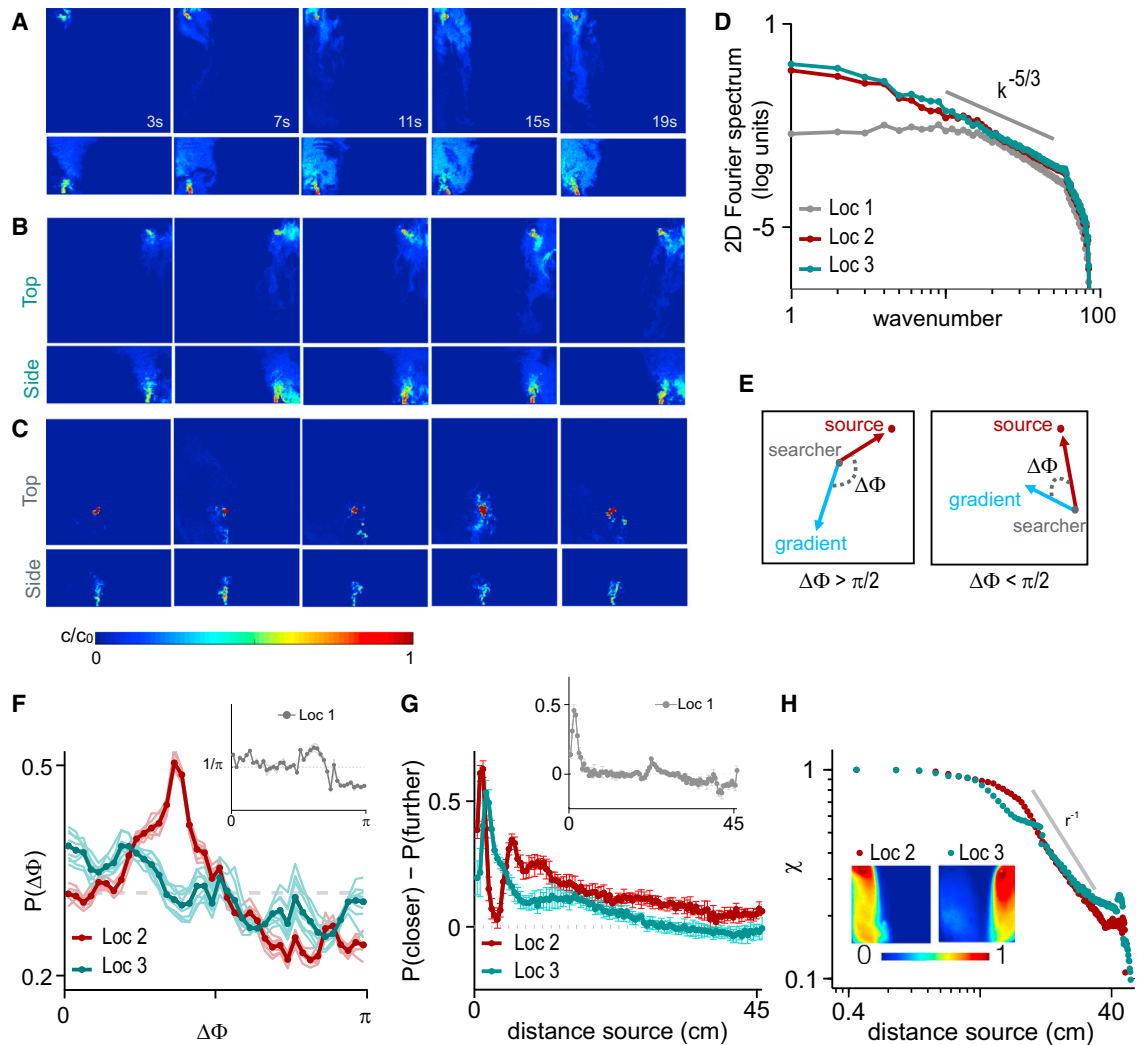 A
3s
7s
11s
15s
19s
B
Top
Side
C
Top
Side
c/c0
0
1
D
2D Fourier spectrum
(log units)
-1
-5
k-5/3
Loc 1
Loc 2
Loc 3
1
wavenumber
100
E
source
searcher
ΔΦ
gradient
ΔΦ > π/2
source
ΔΦ
gradient
searcher
ΔΦ < π/2
F
Loc 1
1/π
0
π
0.5
P(ΔΦ)
0.2
Loc 2
Loc 3
0
ΔΦ
π
G
0.5
Loc 1
0
0
45
P(closer) − P(further)
0.5
0
Loc 2
Loc 3
0
distance source (cm)
45
H
1
r-1
χ
Loc 2
Loc 3
0
1
0.1
0.4
distance source (cm)
40